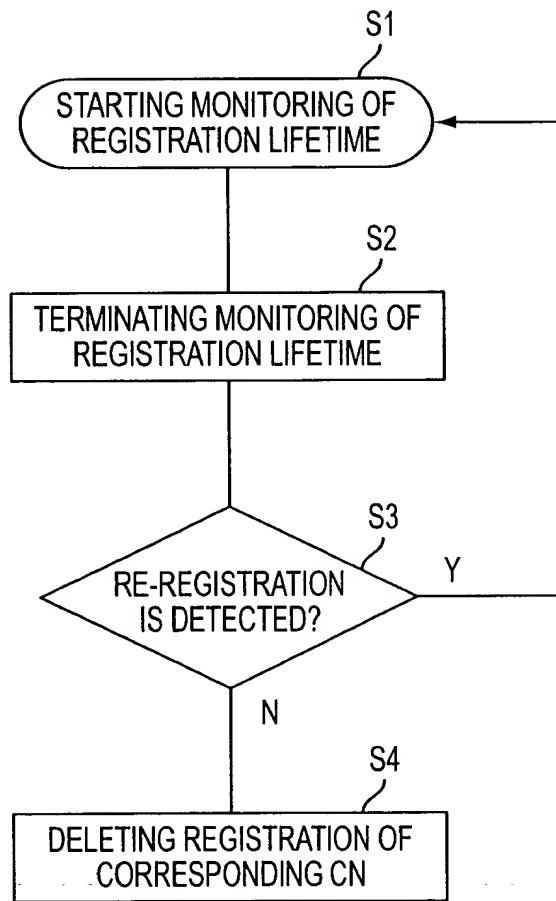 S1
STARTING MONITORING OF
REGISTRATION LIFETIME
S2
TERMINATING MONITORING OF
REGISTRATION LIFETIME
S3
RE-REGISTRATION
IS DETECTED?
Y
N
S4
DELETING REGISTRATION OF
CORRESPONDING CN